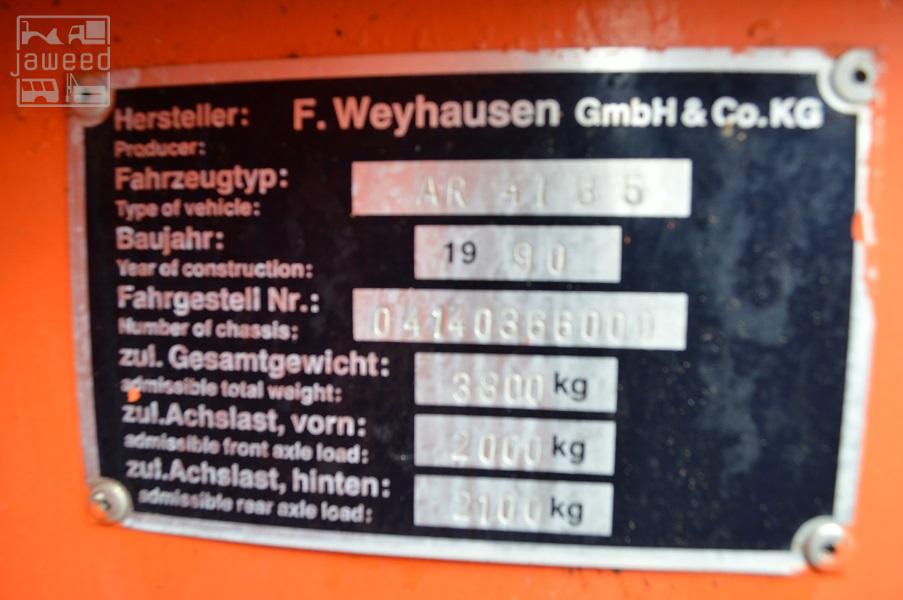 jaweed
Hersteller: F. Weyhausen GmbH & Co.KG
Producer:
Fahrzeugtyp: AR 41 B 5
Type of vehicle:
Baujahr: 19 90
Year of construction:
Fahrgestell Nr.: 04140366000
Number of chassis:
zul. Gesamtgewicht: 3800 kg
admissible total weight:
zul.Achslast, vorn: 2000 kg
admissible front axle load:
zul.Achslast, hinten: 2100 kg
admissible rear axle load: